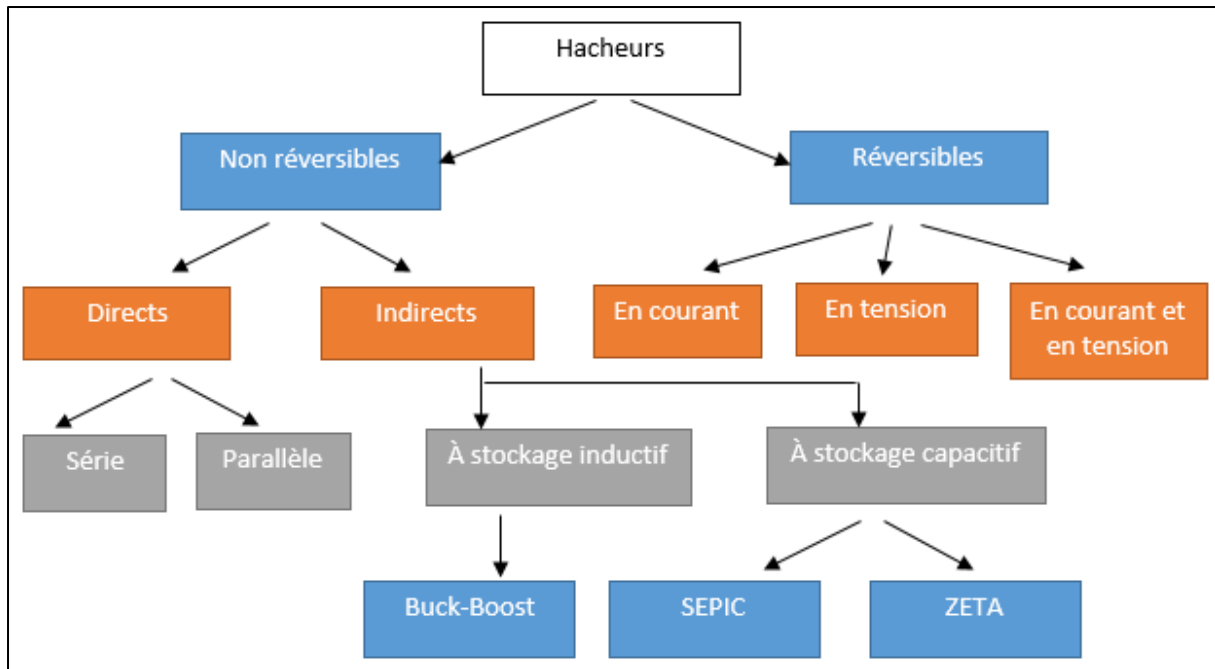 Hacheurs
Non réversibles
Réversibles
Directs
Indirects
En courant
En tension
En courant et
en tension
Série
Parallèle
À stockage inductif
À stockage capacitif
Buck-Boost
SEPIC
ZETA